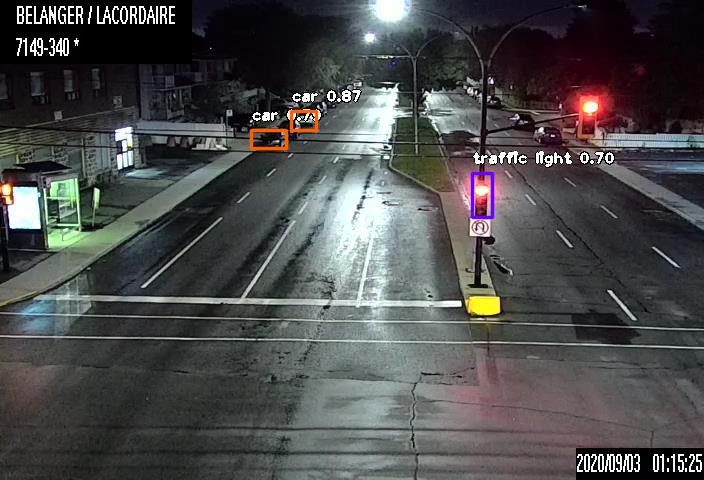 BELANGER / LACORDAIRE
7149-340 *
car 0.87
car
traffic light 0.70
2020/09/03 01:15:25